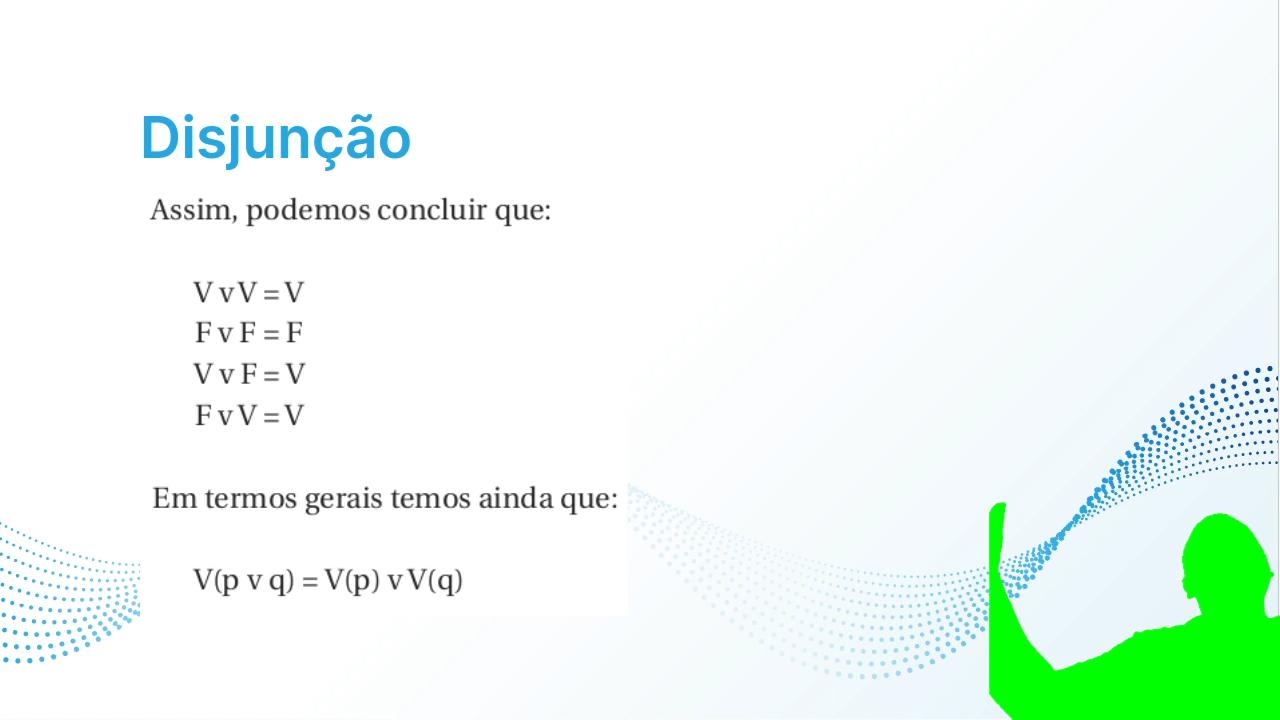 Disjunção
Assim, podemos concluir que:
V v V = V
F v F = F
V v F = V
F v V = V
Em termos gerais temos ainda que:
V(p v q) = V(p) v V(q)